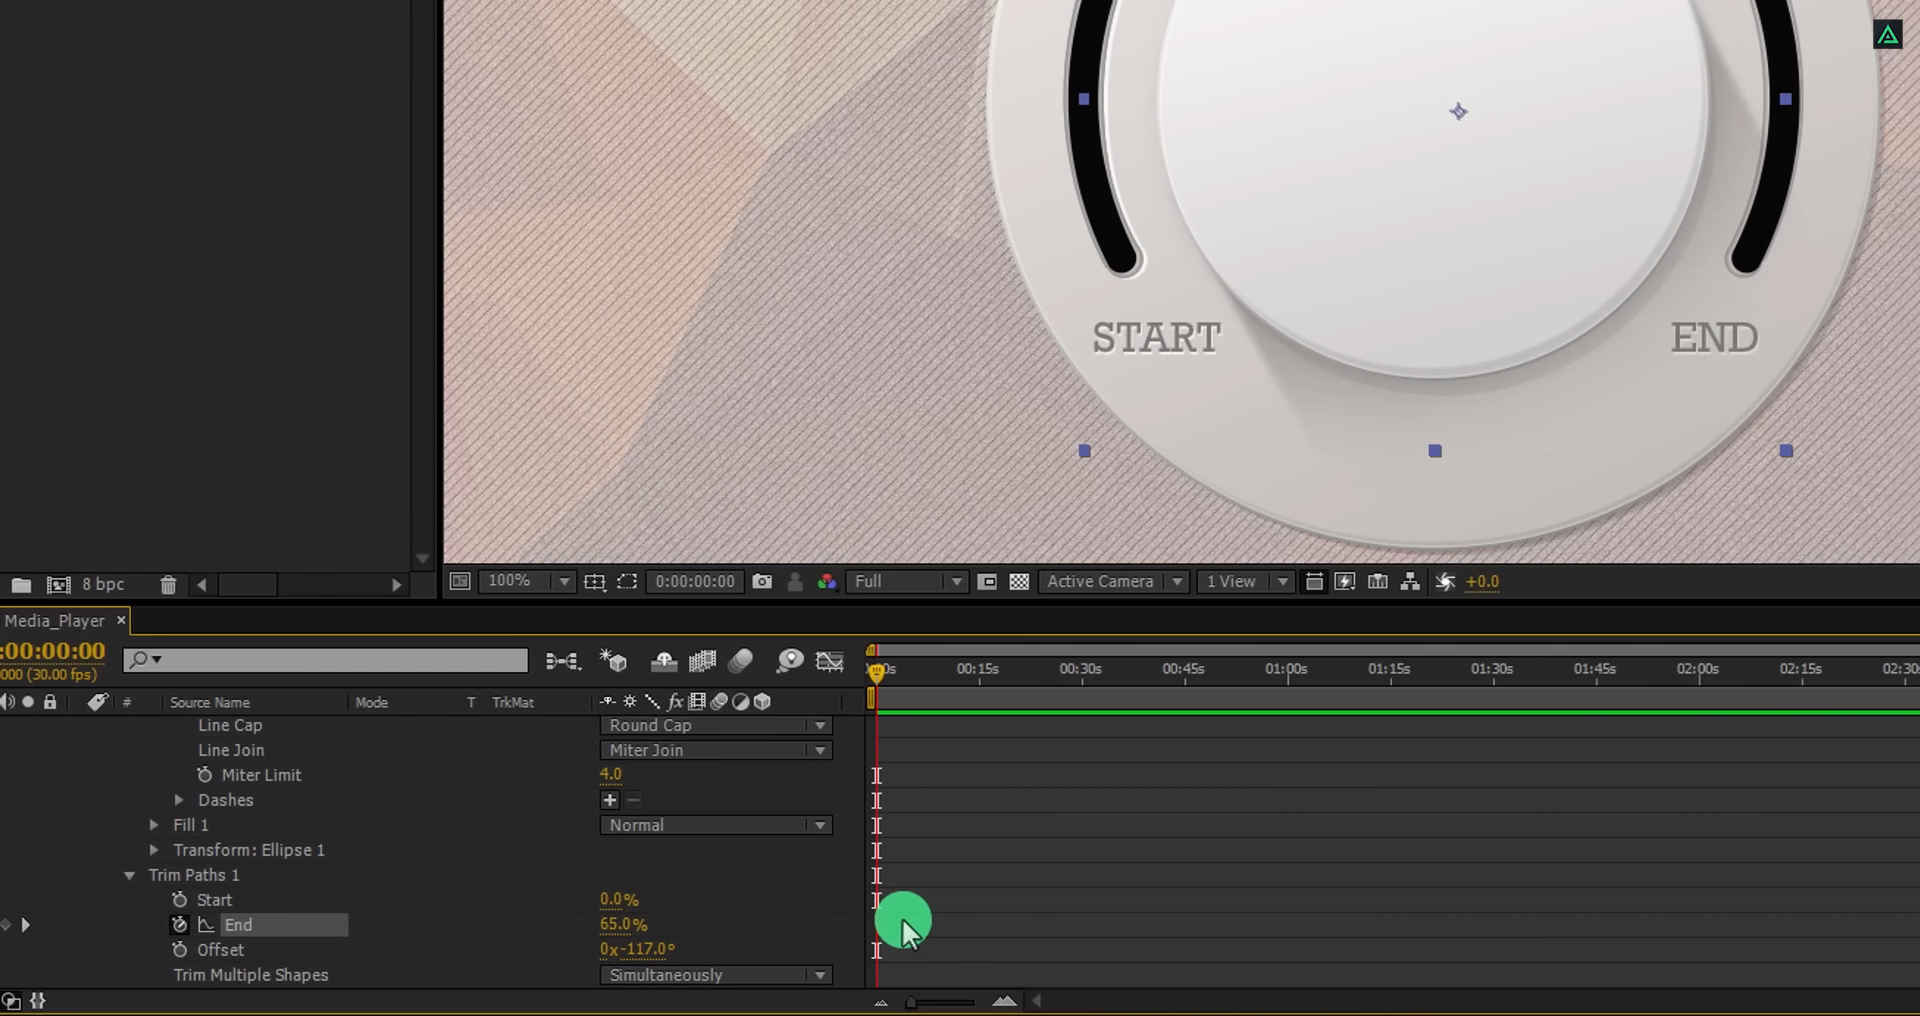 START
END
8 bpc
100%
0:00:00:00
Full
Active Camera
1 View
+0.0
Media_Player ×
:00:00:00
000 (30.00 fps)
00:15s 00:30s 00:45s 01:00s 01:15s 01:30s 01:45s 02:00s 02:15s 02:30
# Source Name Mode T TrkMat fx
Line Cap Round Cap
Line Join Miter Join
Miter Limit 4.0
Dashes + −
Fill 1 Normal
Transform: Ellipse 1
Trim Paths 1
Start 0.0%
End 65.0%
Offset 0x-117.0°
Trim Multiple Shapes Simultaneously